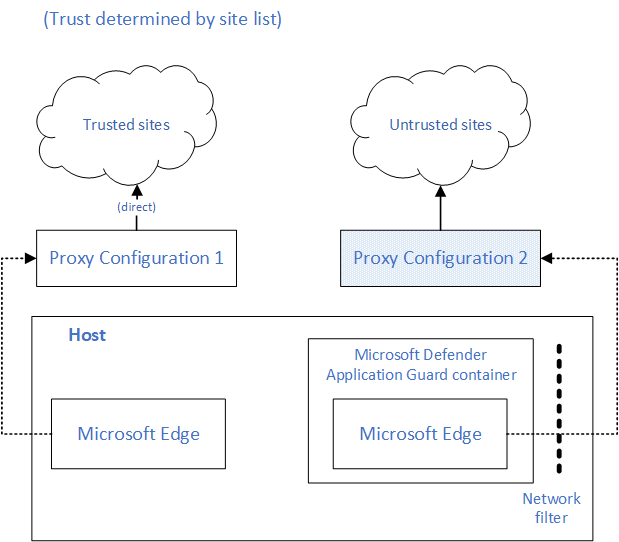 (Trust determined by site list)
Trusted sites
Untrusted sites
(direct)
Proxy Configuration 1
Proxy Configuration 2
Host
Microsoft Defender
Application Guard container
Microsoft Edge
Microsoft Edge
Network
filter